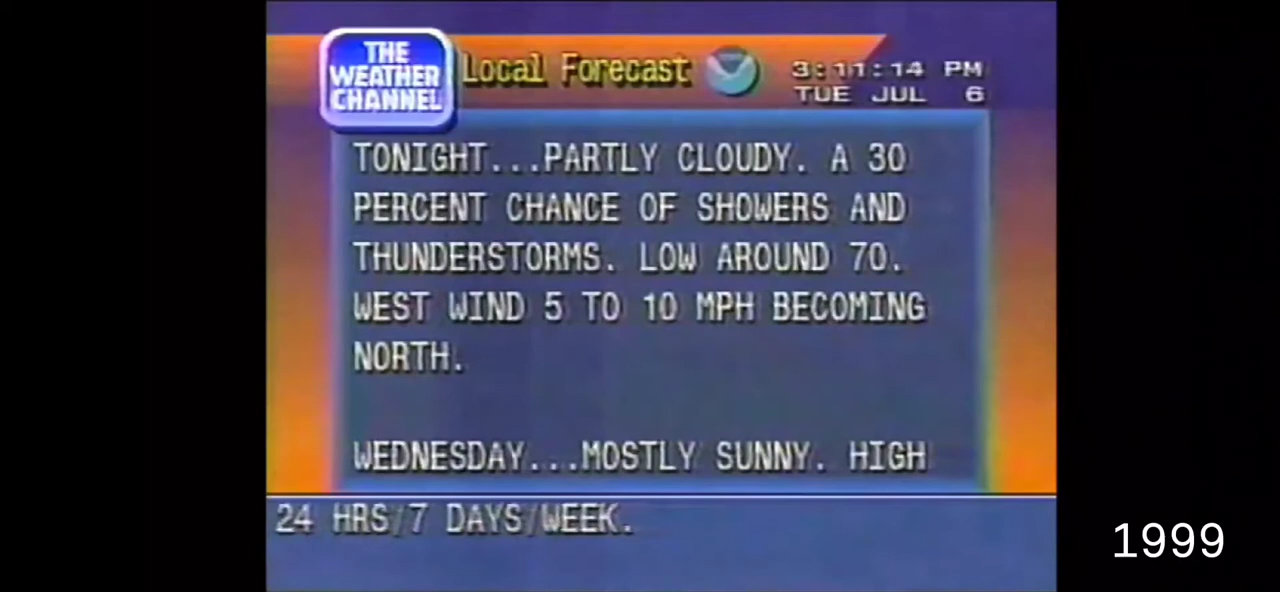 THE
WEATHER
CHANNEL
Local Forecast
3:11:14 PM
TUE JUL 6
TONIGHT...PARTLY CLOUDY. A 30
PERCENT CHANCE OF SHOWERS AND
THUNDERSTORMS. LOW AROUND 70.
WEST WIND 5 TO 10 MPH BECOMING
NORTH.
WEDNESDAY...MOSTLY SUNNY. HIGH
24 HRS/7 DAYS/WEEK.
1999